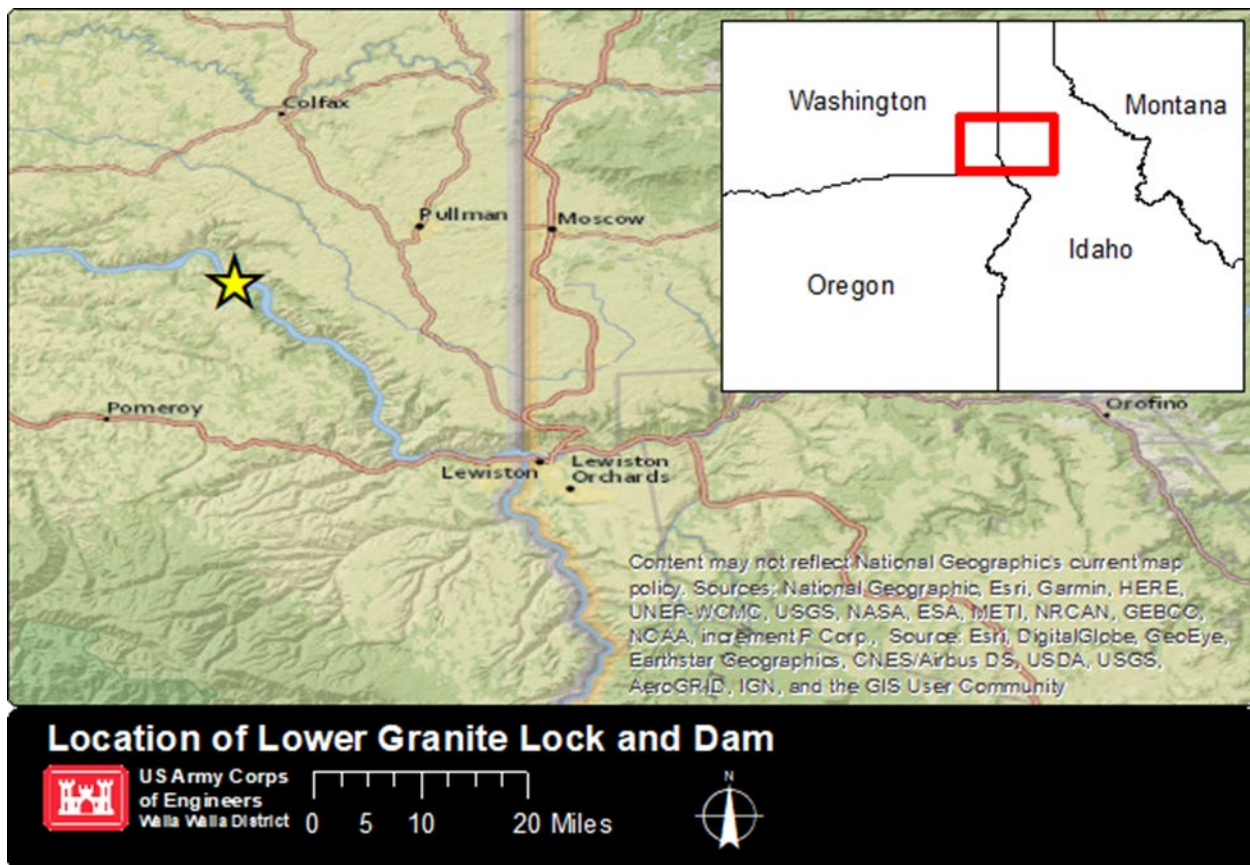 Colfax
Pullman
Moscow
Pomeroy
Lewiston
Lewiston
Orchards
Orofino
Washington
Montana
Idaho
Oregon
Content may not reflect National Geographic's current map
policy. Sources: National Geographic, Esri, Garmin, HERE,
UNEP-WCMC, USGS, NASA, ESA, METI, NRCAN, GEBCO,
NOAA, increment P Corp., Source: Esri, DigitalGlobe, GeoEye,
Earthstar Geographics, CNES/Airbus DS, USDA, USGS,
AeroGRID, IGN, and the GIS User Community
Location of Lower Granite Lock and Dam
US Army Corps
of Engineers
Walla Walla District
0 5 10 20 Miles
N